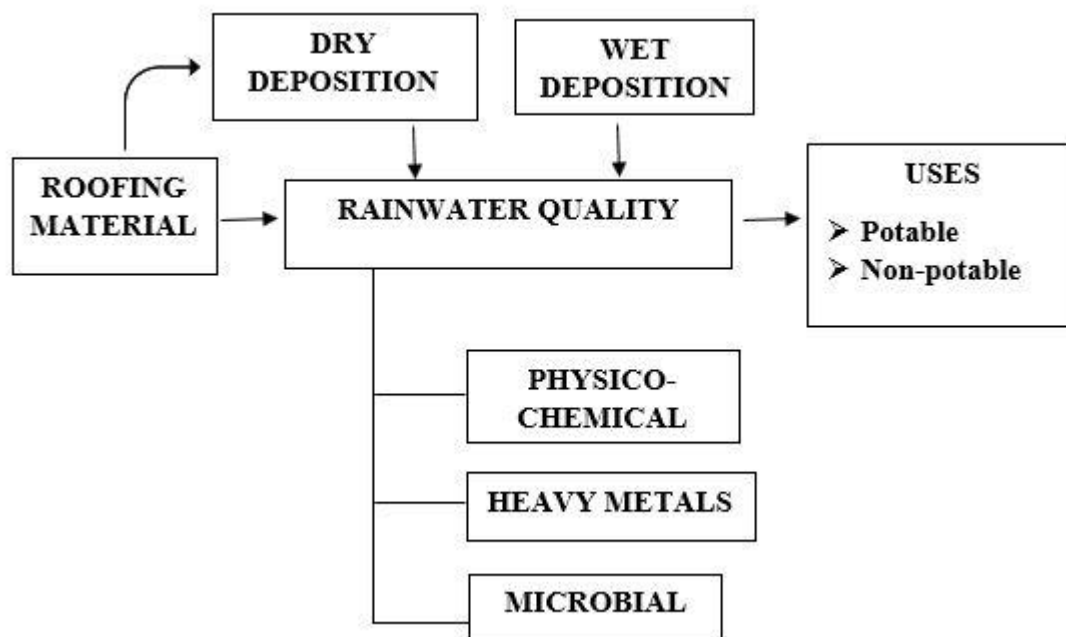 DRY
DEPOSITION
WET
DEPOSITION
ROOFING
MATERIAL
RAINWATER QUALITY
USES
➢ Potable
➢ Non-potable
PHYSICO-
CHEMICAL
HEAVY METALS
MICROBIAL